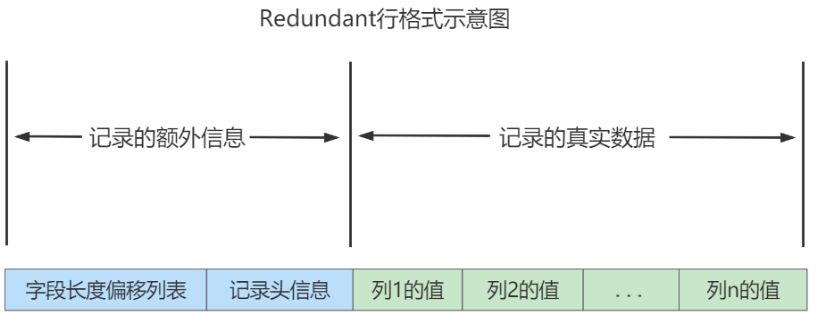 Redundant行格式示意图
记录的额外信息
记录的真实数据
字段长度偏移列表
记录头信息
列1的值
列2的值
...
列n的值